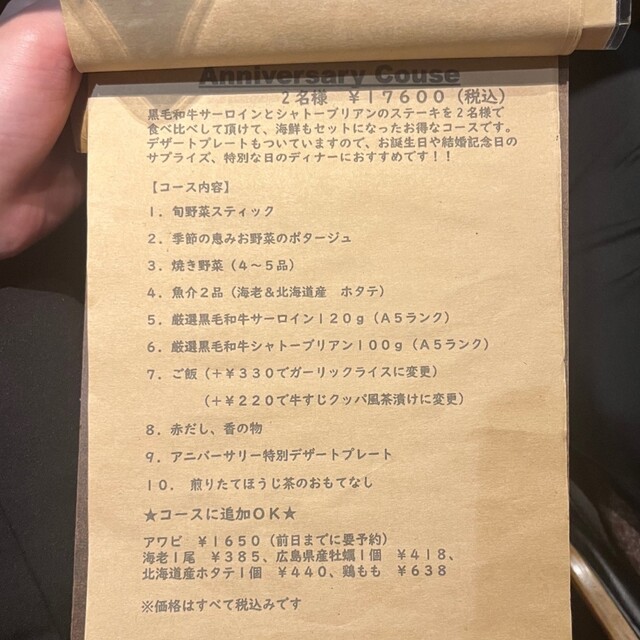 Anniversary Couse
２名様　￥１７６００（税込）
黒毛和牛サーロインとシャトーブリアンのステーキを２名様で
食べ比べして頂けて、海鮮もセットになったお得なコースです。
デザートプレートもついていますので、お誕生日や結婚記念日の
サプライズ、特別な日のディナーにおすすめです！！
【コース内容】
１．旬野菜スティック
２．季節の恵みお野菜のポタージュ
３．焼き野菜（４～５品）
４．魚介２品（海老＆北海道産　ホタテ）
５．厳選黒毛和牛サーロイン１２０ｇ（Ａ５ランク）
６．厳選黒毛和牛シャトーブリアン１００ｇ（Ａ５ランク）
７．ご飯（＋￥３３０でガーリックライスに変更）
（＋￥２２０で牛すじクッパ風茶漬けに変更）
８．赤だし、香の物
９．アニバーサリー特別デザートプレート
１０．　煎りたてほうじ茶のおもてなし
★コースに追加ＯＫ★
アワビ　￥１６５０（前日までに要予約）
海老１尾　￥３８５、広島県産牡蠣１個　￥４１８、
北海道産ホタテ１個　￥４４０、鶏もも　￥６３８
※価格はすべて税込みです